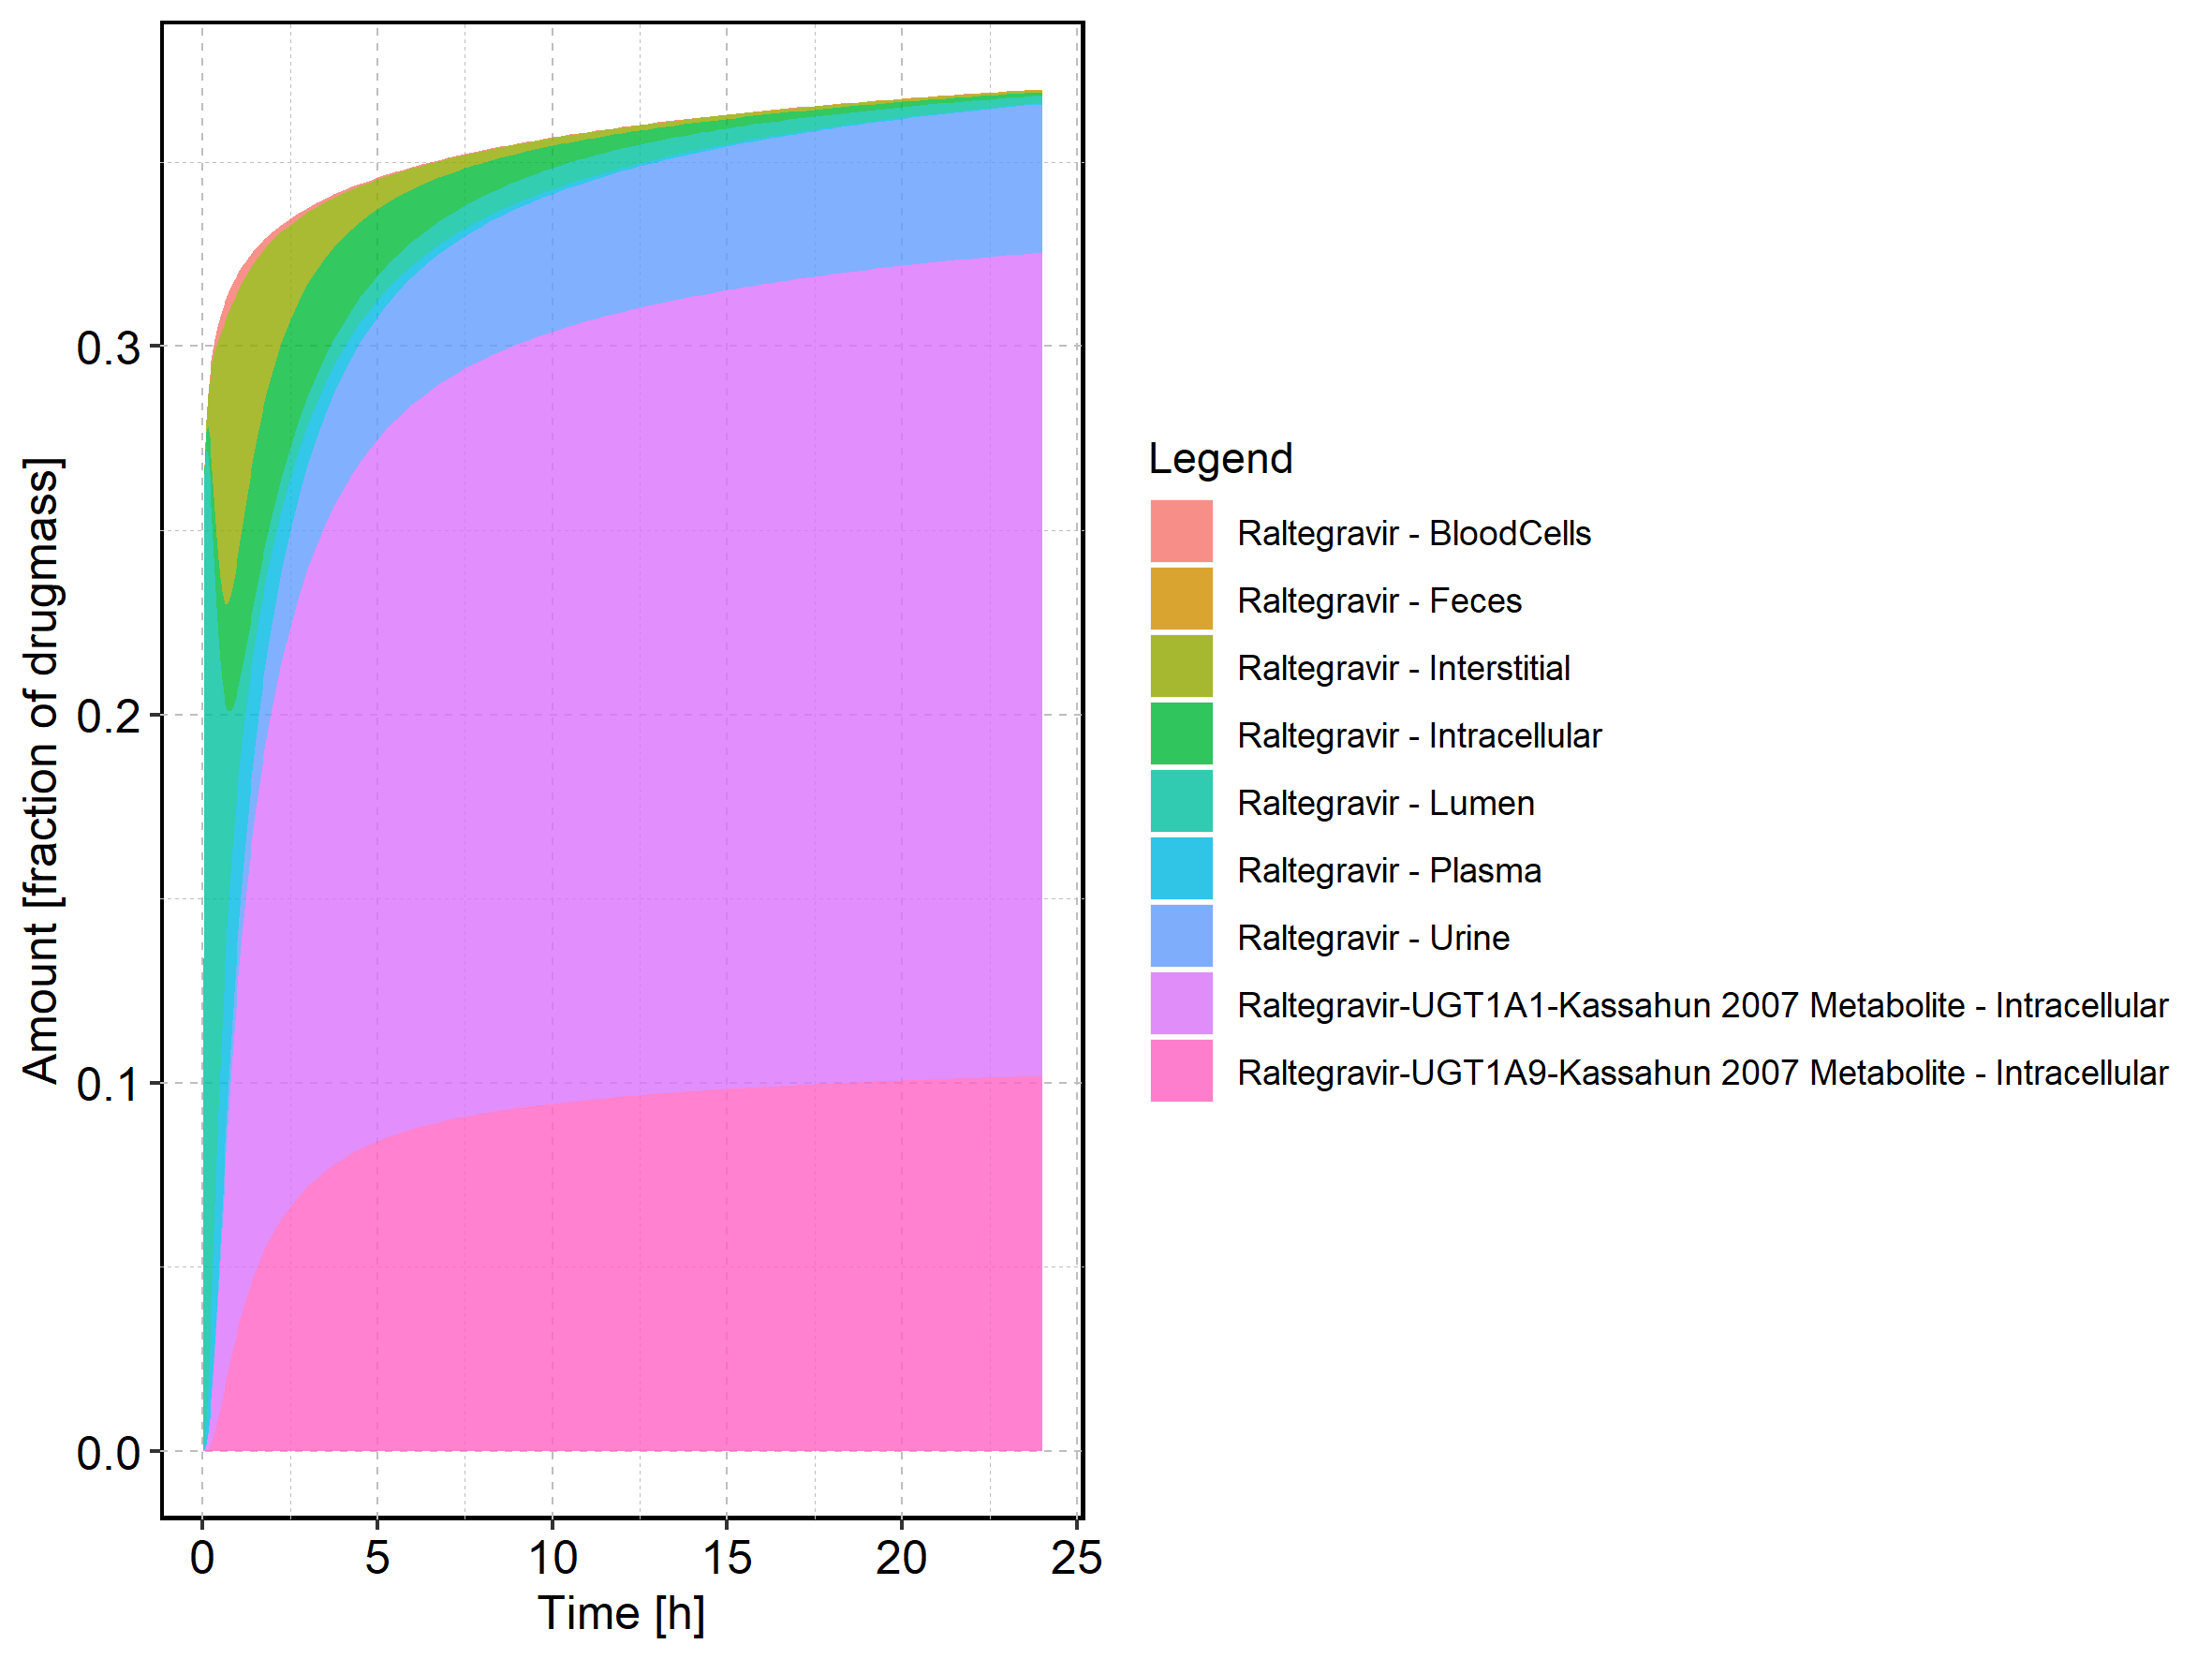 Amount [fraction of drugmass]
0.3
0.2
0.1
0.0
0
5
10
15
20
25
Time [h]
Legend
Raltegravir - BloodCells
Raltegravir - Feces
Raltegravir - Interstitial
Raltegravir - Intracellular
Raltegravir - Lumen
Raltegravir - Plasma
Raltegravir - Urine
Raltegravir-UGT1A1-Kassahun 2007 Metabolite - Intracellular
Raltegravir-UGT1A9-Kassahun 2007 Metabolite - Intracellular